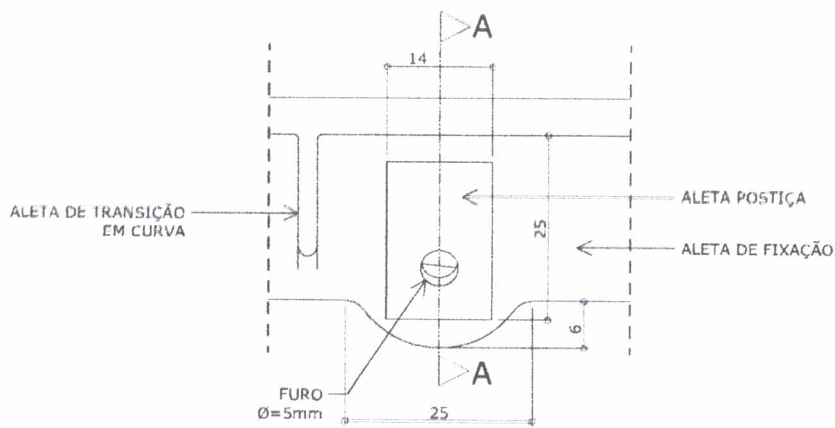 A
14
ALETA DE TRANSIÇÃO
EM CURVA
ALETA POSTIÇA
25
ALETA DE FIXAÇÃO
6
A
FURO
Ø=5mm
25